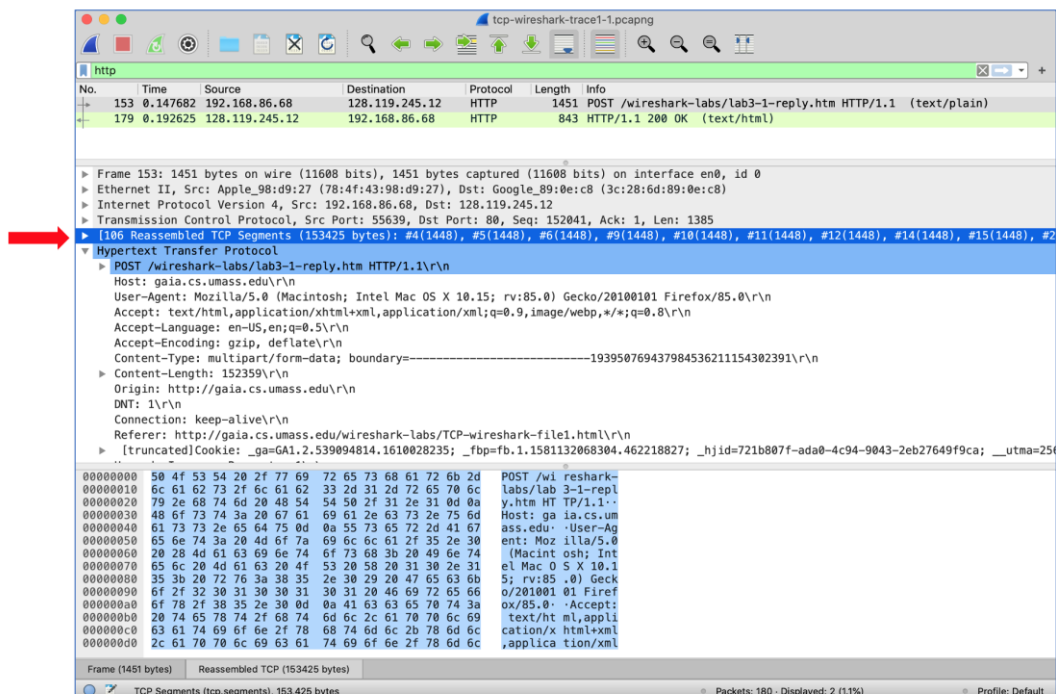 tcp-wireshark-trace1-1.pcapng
http
No. Time Source Destination Protocol Length Info
153 0.147682 192.168.86.68 128.119.245.12 HTTP 1451 POST /wireshark-labs/lab3-1-reply.htm HTTP/1.1 (text/plain)
179 0.192625 128.119.245.12 192.168.86.68 HTTP 843 HTTP/1.1 200 OK (text/html)
Frame 153: 1451 bytes on wire (11608 bits), 1451 bytes captured (11608 bits) on interface en0, id 0
Ethernet II, Src: Apple_98:d9:27 (78:4f:43:98:d9:27), Dst: Google_89:0e:c8 (3c:28:6d:89:0e:c8)
Internet Protocol Version 4, Src: 192.168.86.68, Dst: 128.119.245.12
Transmission Control Protocol, Src Port: 55639, Dst Port: 80, Seq: 152041, Ack: 1, Len: 1385
[106 Reassembled TCP Segments (153425 bytes): #4(1448), #5(1448), #6(1448), #9(1448), #10(1448), #11(1448), #12(1448), #14(1448), #15(1448), #2
Hypertext Transfer Protocol
POST /wireshark-labs/lab3-1-reply.htm HTTP/1.1\r\n
Host: gaia.cs.umass.edu\r\n
User-Agent: Mozilla/5.0 (Macintosh; Intel Mac OS X 10.15; rv:85.0) Gecko/20100101 Firefox/85.0\r\n
Accept: text/html,application/xhtml+xml,application/xml;q=0.9,image/webp,*/*;q=0.8\r\n
Accept-Language: en-US,en;q=0.5\r\n
Accept-Encoding: gzip, deflate\r\n
Content-Type: multipart/form-data; boundary=---------------------------193950769437984536211154302391\r\n
Content-Length: 152359\r\n
Origin: http://gaia.cs.umass.edu\r\n
DNT: 1\r\n
Connection: keep-alive\r\n
Referer: http://gaia.cs.umass.edu/wireshark-labs/TCP-wireshark-file1.html\r\n
[truncated]Cookie: _ga=GA1.2.539094814.1610028235; _fbp=fb.1.1581132068304.462218827; _hjid=721b807f-ada0-4c94-9043-2eb27649f9ca; __utma=256
00000000 50 4f 53 54 20 2f 77 69 72 65 73 68 61 72 6b 2d POST /wi reshark-
00000010 6c 61 62 73 2f 6c 61 62 33 2d 31 2d 72 65 70 6c labs/lab 3-1-repl
00000020 79 2e 68 74 6d 20 48 54 54 50 2f 31 2e 31 0d 0a y.htm HT TP/1.1··
00000030 48 6f 73 74 3a 20 67 61 69 61 2e 63 73 2e 75 6d Host: ga ia.cs.um
00000040 61 73 73 2e 65 64 75 0d 0a 55 73 65 72 2d 41 67 ass.edu· ·User-Ag
00000050 65 6e 74 3a 20 4d 6f 7a 69 6c 6c 61 2f 35 2e 30 ent: Moz illa/5.0
00000060 20 28 4d 61 63 69 6e 74 6f 73 68 3b 20 49 6e 74 (Macint osh; Int
00000070 65 6c 20 4d 61 63 20 4f 53 20 58 20 31 30 2e 31 el Mac O S X 10.1
00000080 35 3b 20 72 76 3a 38 35 2e 30 29 20 47 65 63 6b 5; rv:85 .0) Geck
00000090 6f 2f 32 30 31 30 30 31 30 31 20 46 69 72 65 66 o/201001 01 Firef
000000a0 6f 78 2f 38 35 2e 30 0d 0a 41 63 63 65 70 74 3a ox/85.0· ·Accept:
000000b0 20 74 65 78 74 2f 68 74 6d 6c 2c 61 70 70 6c 69 text/ht ml,appli
000000c0 63 61 74 69 6f 6e 2f 78 68 74 6d 6c 2b 78 6d 6c cation/x html+xml
000000d0 2c 61 70 70 6c 69 63 61 74 69 6f 6e 2f 78 6d 6c ,applica tion/xml
Frame (1451 bytes) Reassembled TCP (153425 bytes)
TCP Segments (tcp.segments), 153,425 bytes Packets: 180 · Displayed: 2 (1.1%) Profile: Default